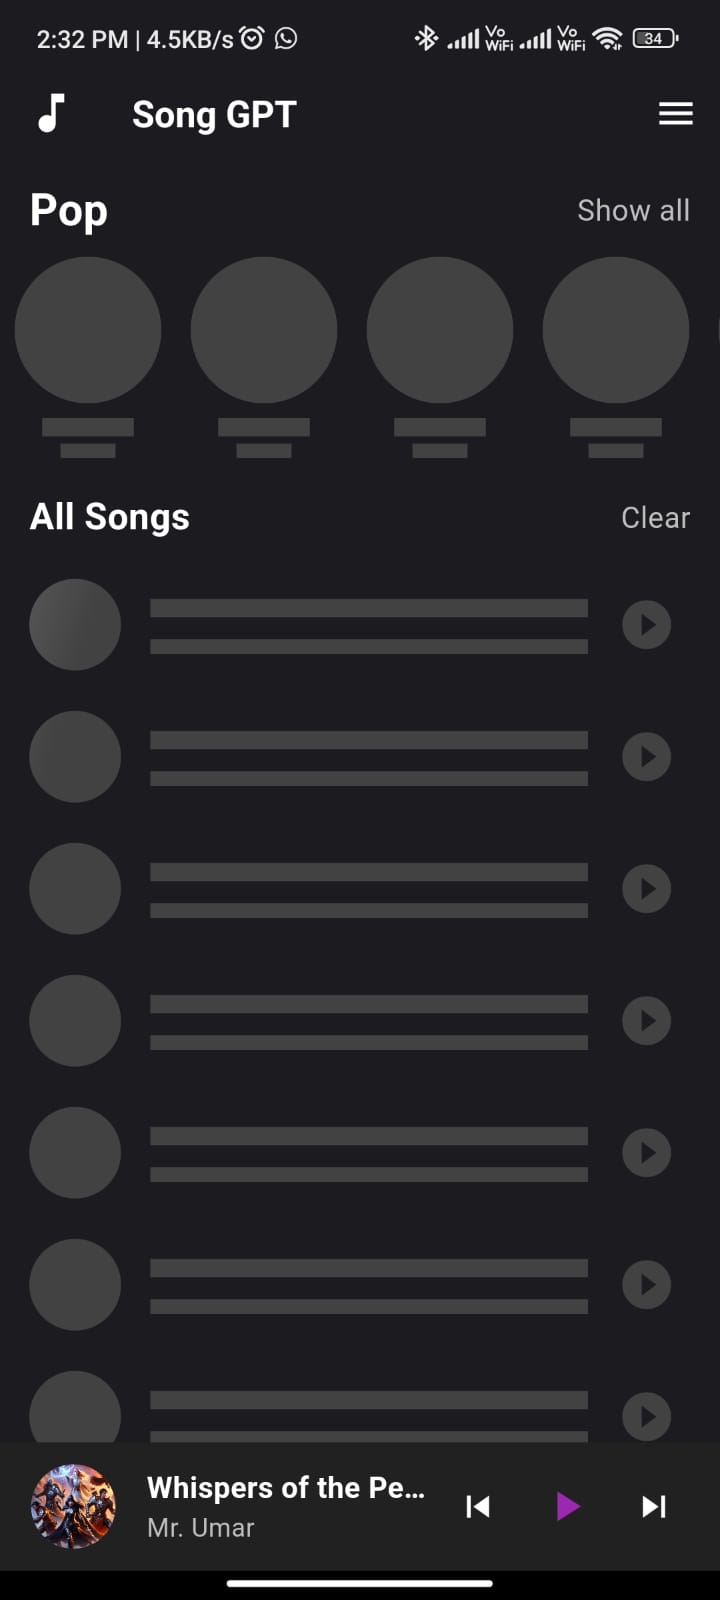 2:32 PM | 4.5KB/s Vo WiFi Vo WiFi 34
Song GPT
Pop Show all
All Songs Clear
Whispers of the Pe...
Mr. Umar